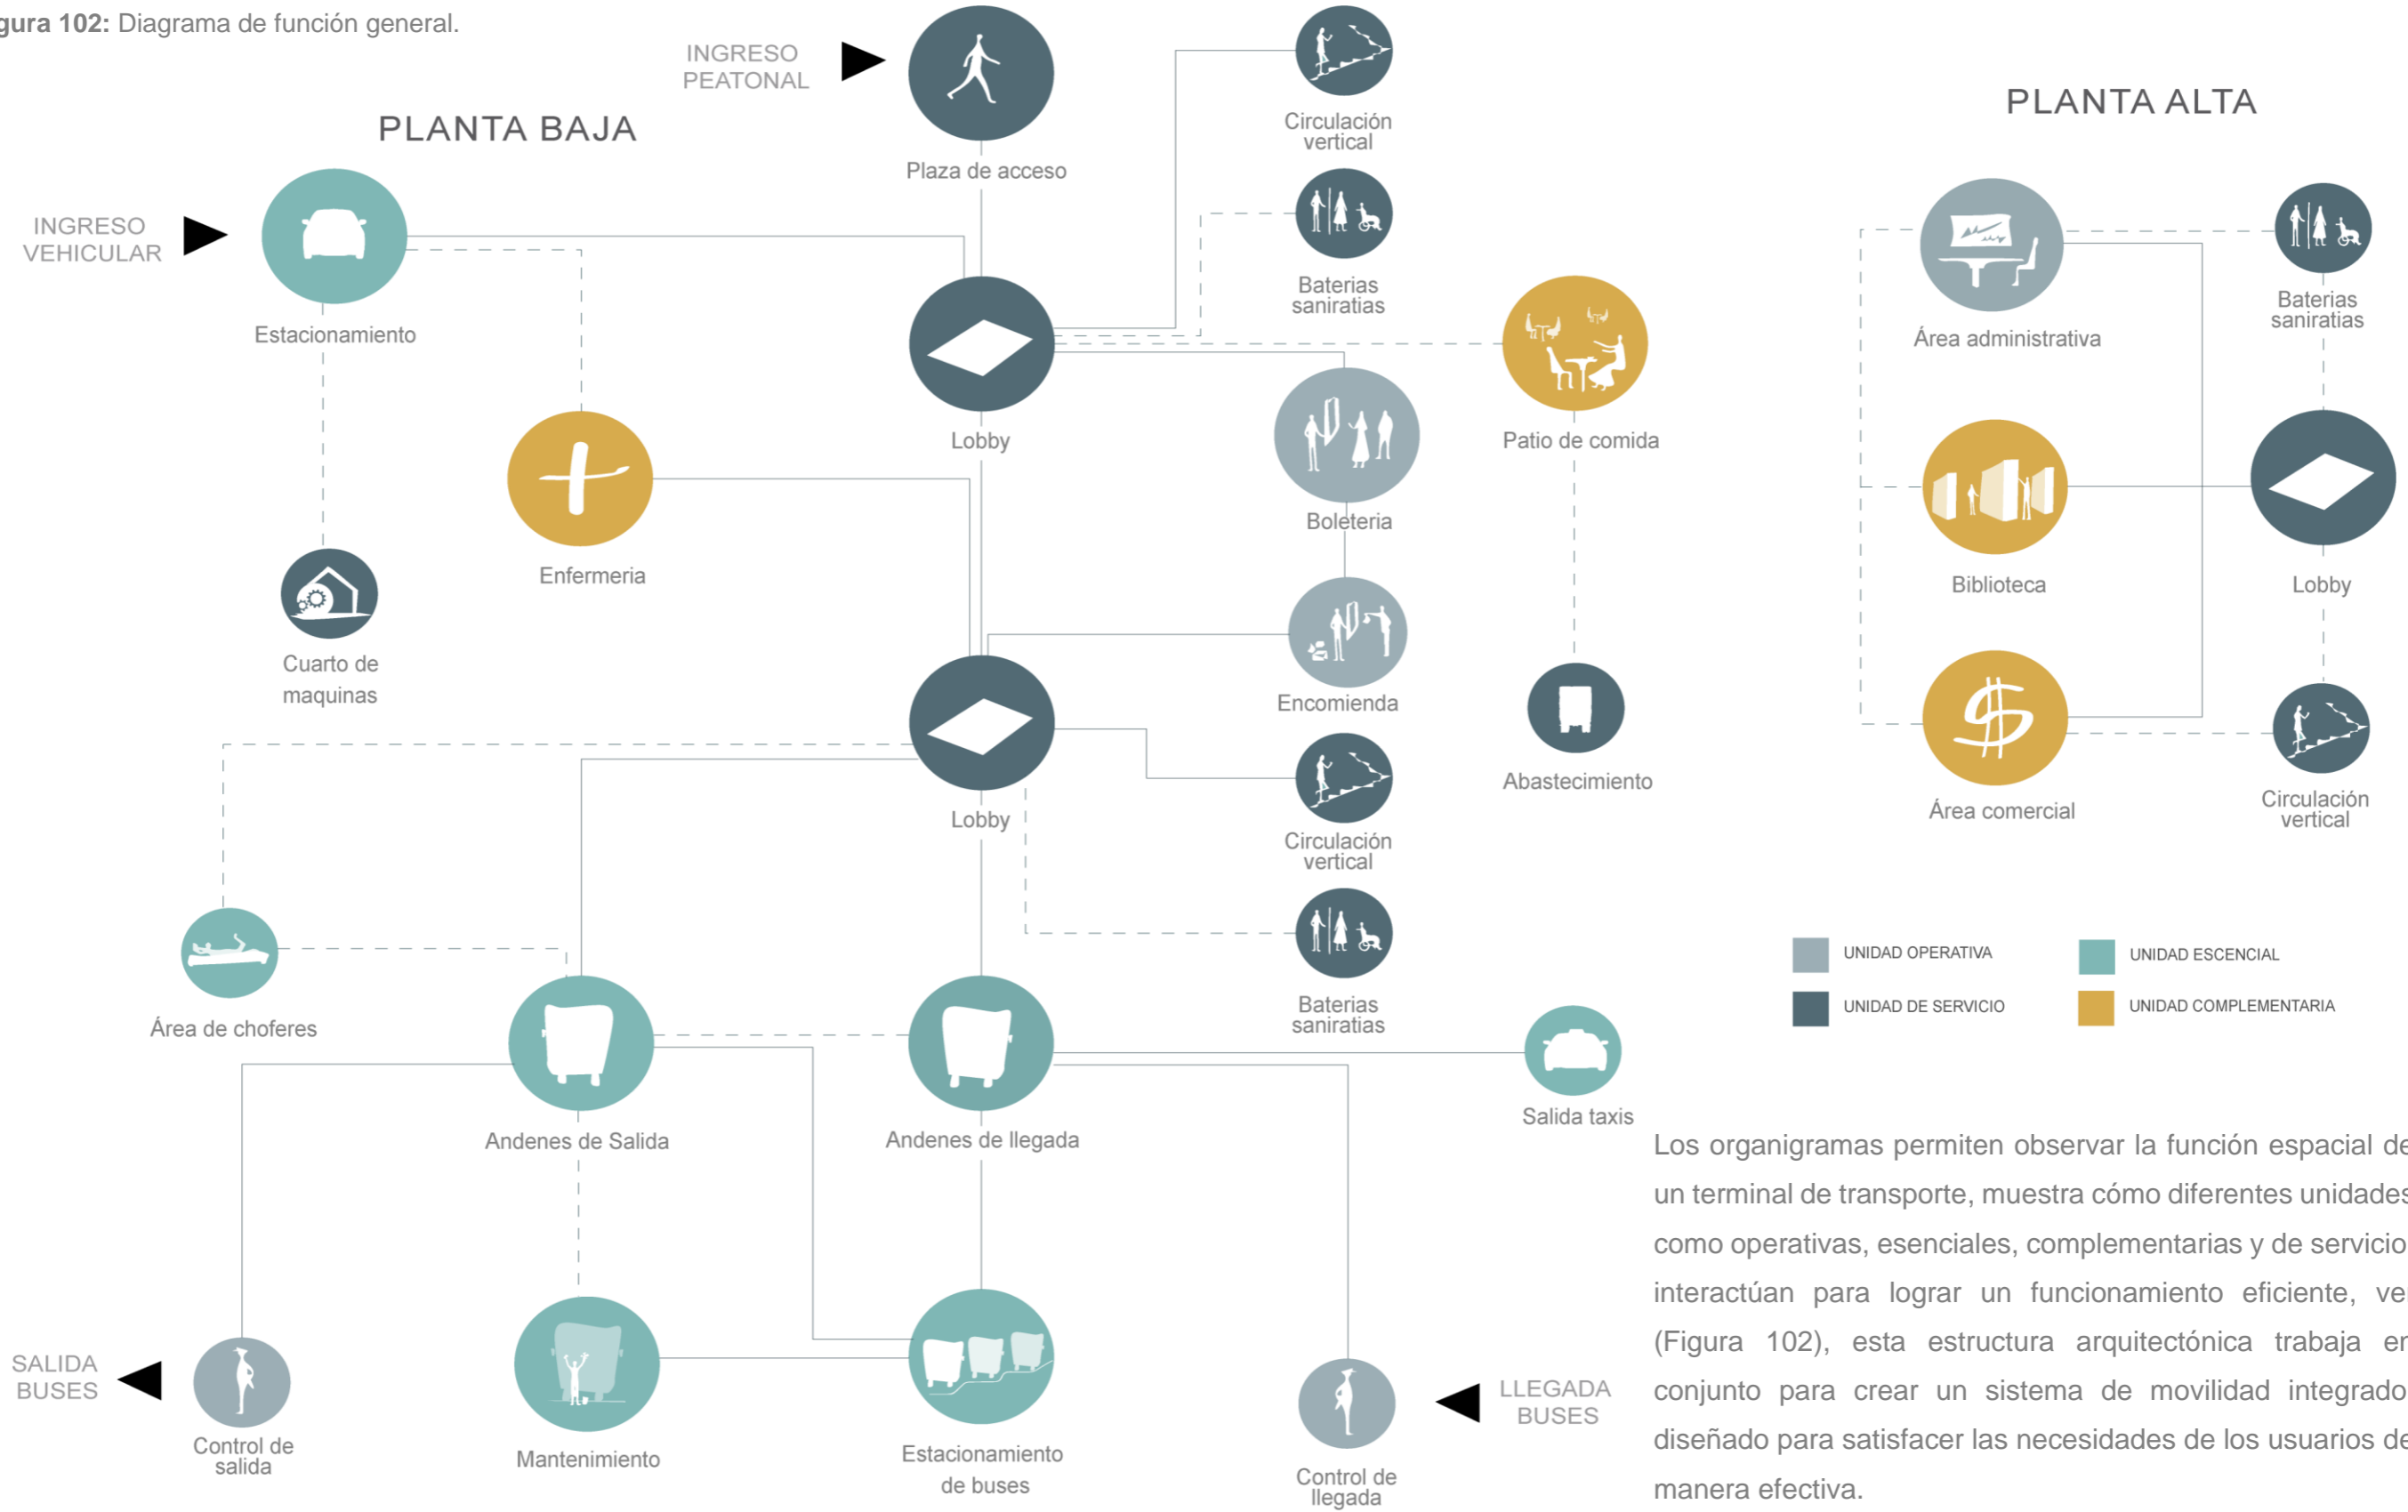 gura 102: Diagrama de función general.
INGRESO
PEATONAL
PLANTA BAJA
PLANTA ALTA
Plaza de acceso
Circulación
vertical
INGRESO
VEHICULAR
Estacionamiento
Baterias
saniratias
Lobby
Patio de comida
Boleteria
Enfermeria
Cuarto de
maquinas
Encomienda
Abastecimiento
Lobby
Circulación
vertical
Baterias
saniratias
Área de choferes
Andenes de Salida
Andenes de llegada
Salida taxis
SALIDA
BUSES
Control de
salida
Mantenimiento
Estacionamiento
de buses
Control de
llegada
LLEGADA
BUSES
Área administrativa
Baterias
saniratias
Biblioteca
Lobby
Área comercial
Circulación
vertical
UNIDAD OPERATIVA
UNIDAD ESCENCIAL
UNIDAD DE SERVICIO
UNIDAD COMPLEMENTARIA
Los organigramas permiten observar la función espacial de
un terminal de transporte, muestra cómo diferentes unidades
como operativas, esenciales, complementarias y de servicio
interactúan para lograr un funcionamiento eficiente, ver
(Figura 102), esta estructura arquitectónica trabaja en
conjunto para crear un sistema de movilidad integrado
diseñado para satisfacer las necesidades de los usuarios de
manera efectiva.